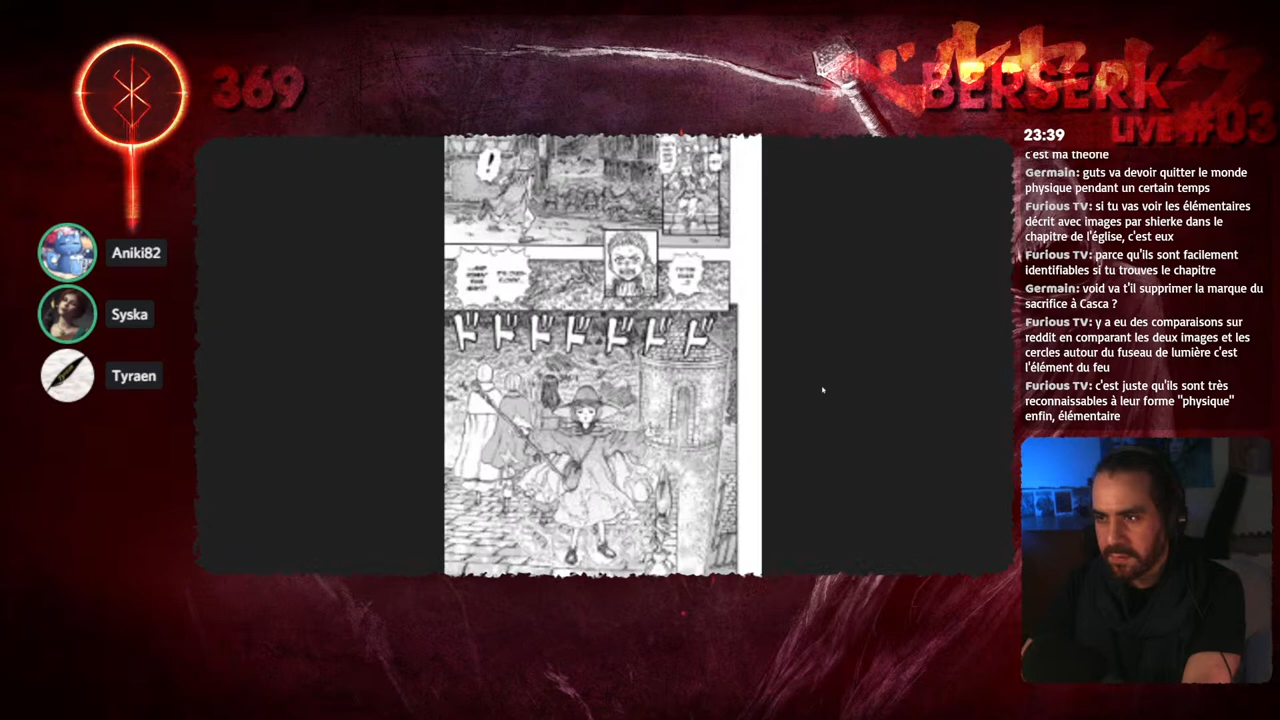 369
BERSERK
LIVE #03
23:39
c'est ma théorie
Germain: guts va devoir quitter le monde
physique pendant un certain temps
Furious TV: si tu vas voir les élémentaires
décrit avec images par shierke dans le
chapitre de l'église, c'est eux
Furious TV: parce qu'ils sont facilement
identifiables si tu trouves le chapitre
Germain: void va t'il supprimer la marque du
sacrifice à Casca ?
Furious TV: y a eu des comparaisons sur
reddit en comparant les deux images et les
cercles autour du fuseau de lumière c'est
l'élément du feu
Furious TV: c'est juste qu'ils sont très
reconnaissables à leur forme "physique"
enfin, élémentaire
Aniki82
Syska
Tyraen
!
ドドドドドドド